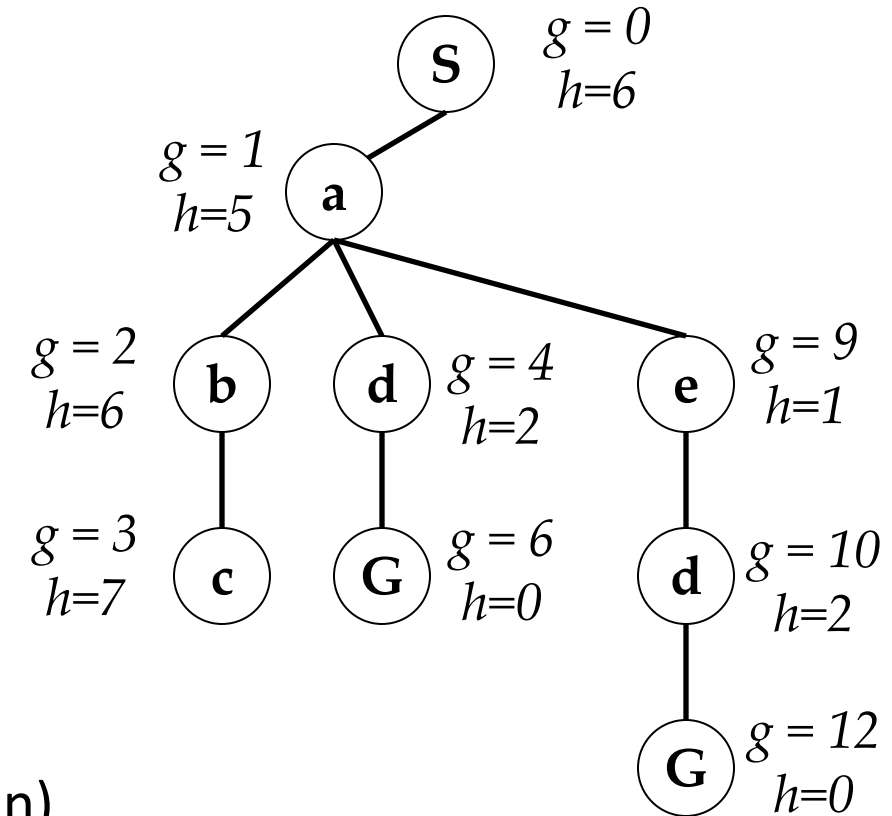 S
g = 0
h=6
g = 1
h=5
a
g = 2
h=6
b
d
g = 4
h=2
e
g = 9
h=1
g = 3
h=7
c
G
g = 6
h=0
d
g = 10
h=2
G
g = 12
h=0
n)